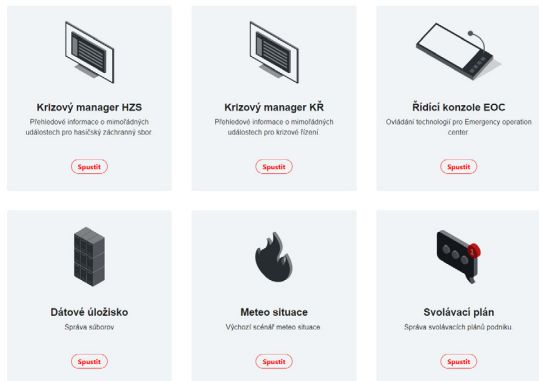 Krizový manager HZS
Přehledové informace o mimořádných
událostech pro hasičský záchranný sbor
Spustit
Krizový manager KŘ
Přehledové informace o mimořádných
událostech pro krizové řízení
Spustit
Řídící konzole EOC
Ovládání technologií pro Emergency operation
center
Spustit
Dátové úložisko
Správa súborov
Spustit
Meteo situace
Výchozí scénář meteo situace
Spustit
Svolávací plán
Správa svolávacích plánů podniku
Spustit